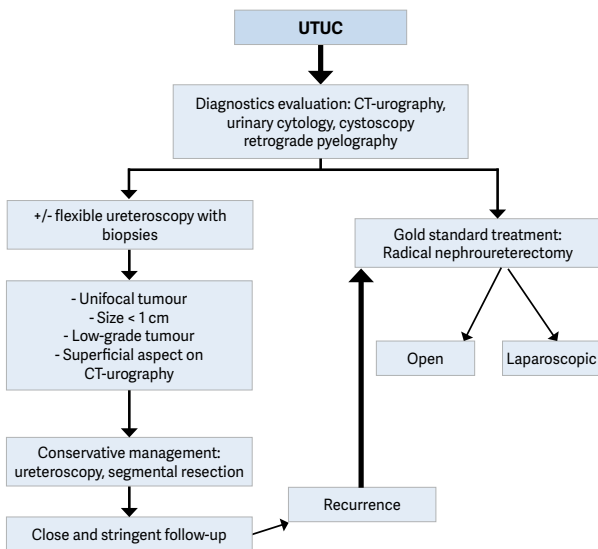 UTUC
Diagnostics evaluation: CT-urography,
urinary cytology, cystoscopy
retrograde pyelography
+/- flexible ureteroscopy with
biopsies
Gold standard treatment:
Radical nephroureterectomy
- Unifocal tumour
- Size < 1 cm
- Low-grade tumour
- Superficial aspect on
CT-urography
Open
Laparoscopic
Conservative management:
ureteroscopy, segmental resection
Recurrence
Close and stringent follow-up